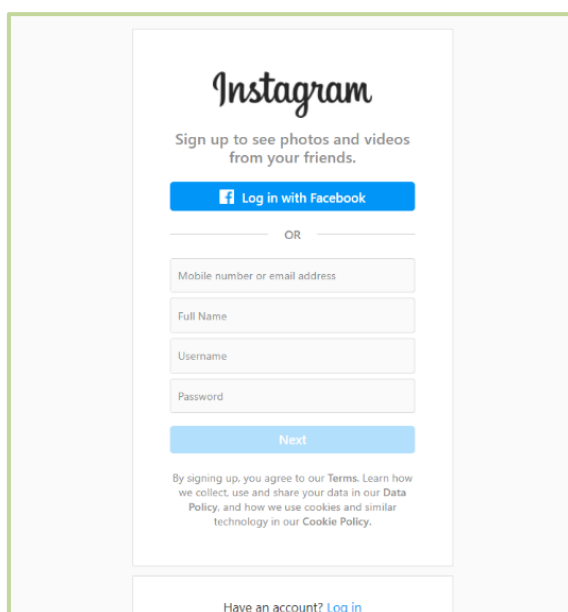 Instagram
Sign up to see photos and videos
from your friends.
Log in with Facebook
OR
Mobile number or email address
Full Name
Username
Password
Next
By signing up, you agree to our Terms. Learn how
we collect, use and share your data in our Data
Policy, and how we use cookies and similar
technology in our Cookie Policy.
Have an account? Log in